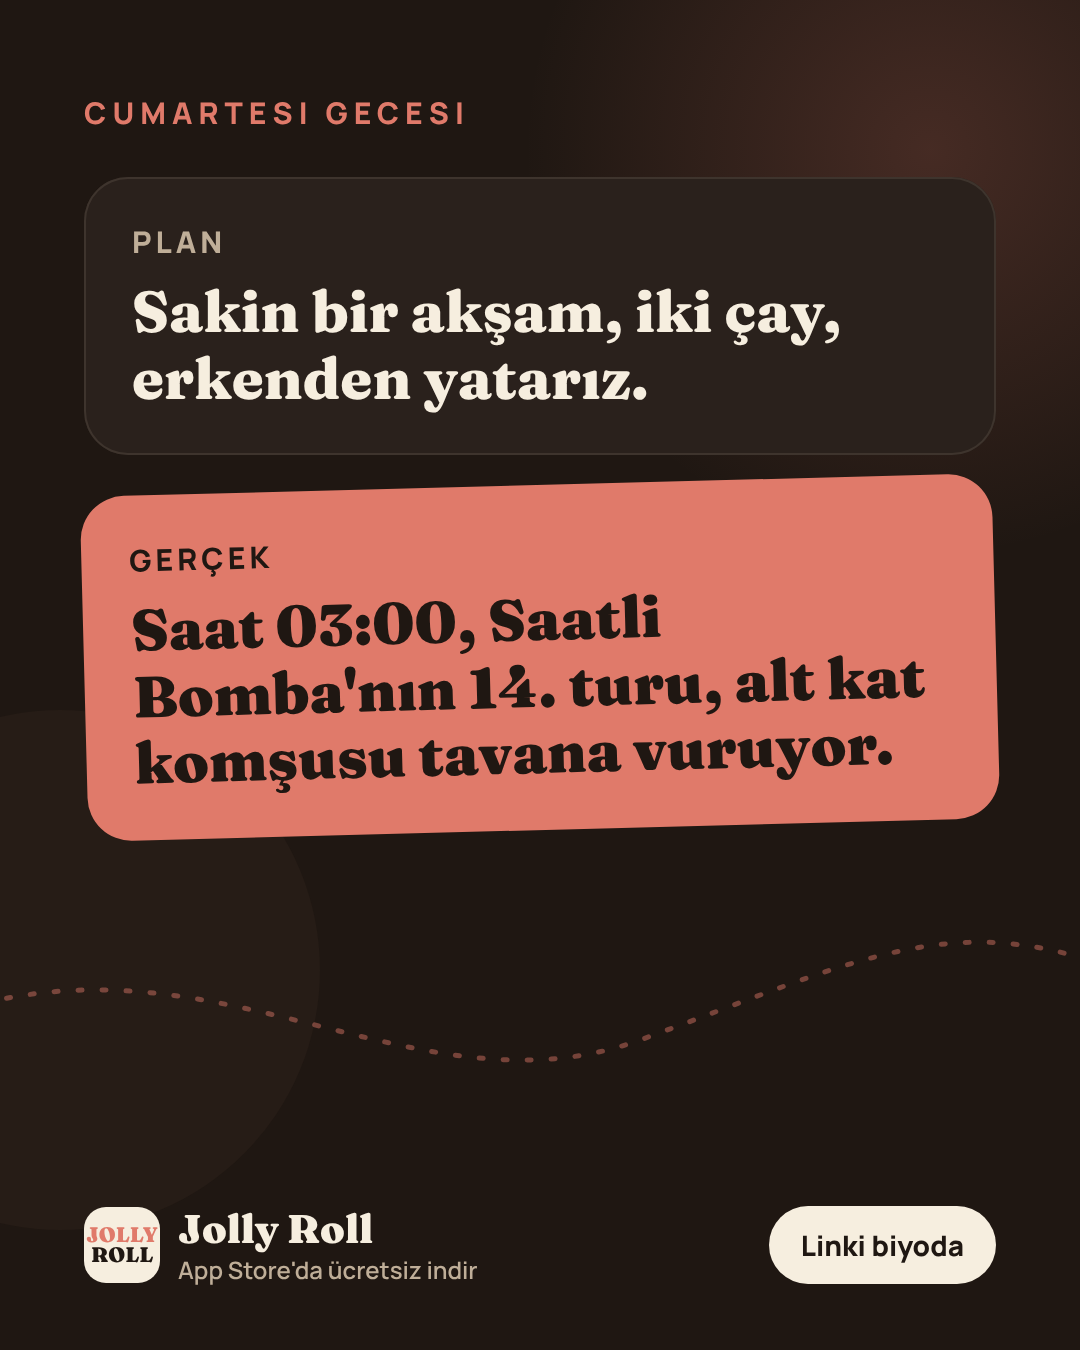 CUMARTESI GECESI
PLAN
Sakin bir akşam, iki çay,
erkenden yatarız.
GERÇEK
Saat 03:00, Saatli
Bomba'nın 14. turu, alt kat
komşusu tavana vuruyor.
JOLLY
ROLL
Jolly Roll
App Store'da ücretsiz indir
Linki biyoda